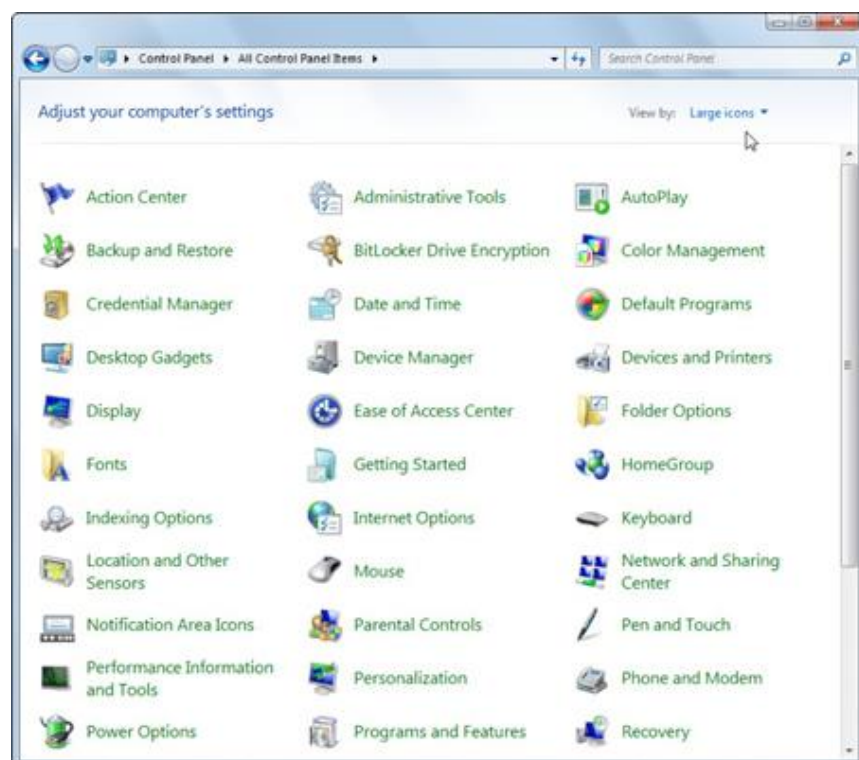 Control Panel All Control Panel Items Search Control Panel
Adjust your computer's settings View by: Large icons
Action Center Administrative Tools AutoPlay
Backup and Restore BitLocker Drive Encryption Color Management
Credential Manager Date and Time Default Programs
Desktop Gadgets Device Manager Devices and Printers
Display Ease of Access Center Folder Options
Fonts Getting Started HomeGroup
Indexing Options Internet Options Keyboard
Location and Other
Sensors
Mouse
Network and Sharing
Center
Notification Area Icons Parental Controls Pen and Touch
Performance Information
and Tools
Personalization Phone and Modem
Power Options Programs and Features Recovery